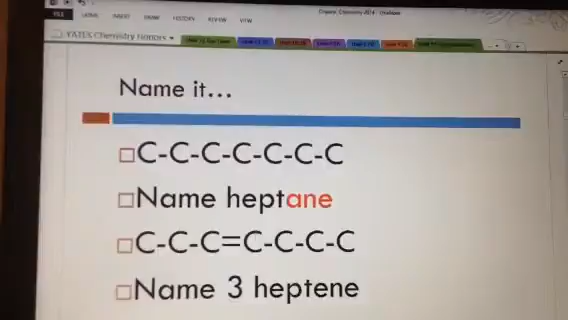 FILE HOME INSERT DRAW HISTORY REVIEW VIEW
Organic Chemistry 2014 - OneNote
YATES Chemistry Honors
Name it...
C-C-C-C-C-C-C
Name heptane
C-C-C=C-C-C-C
Name 3 heptene